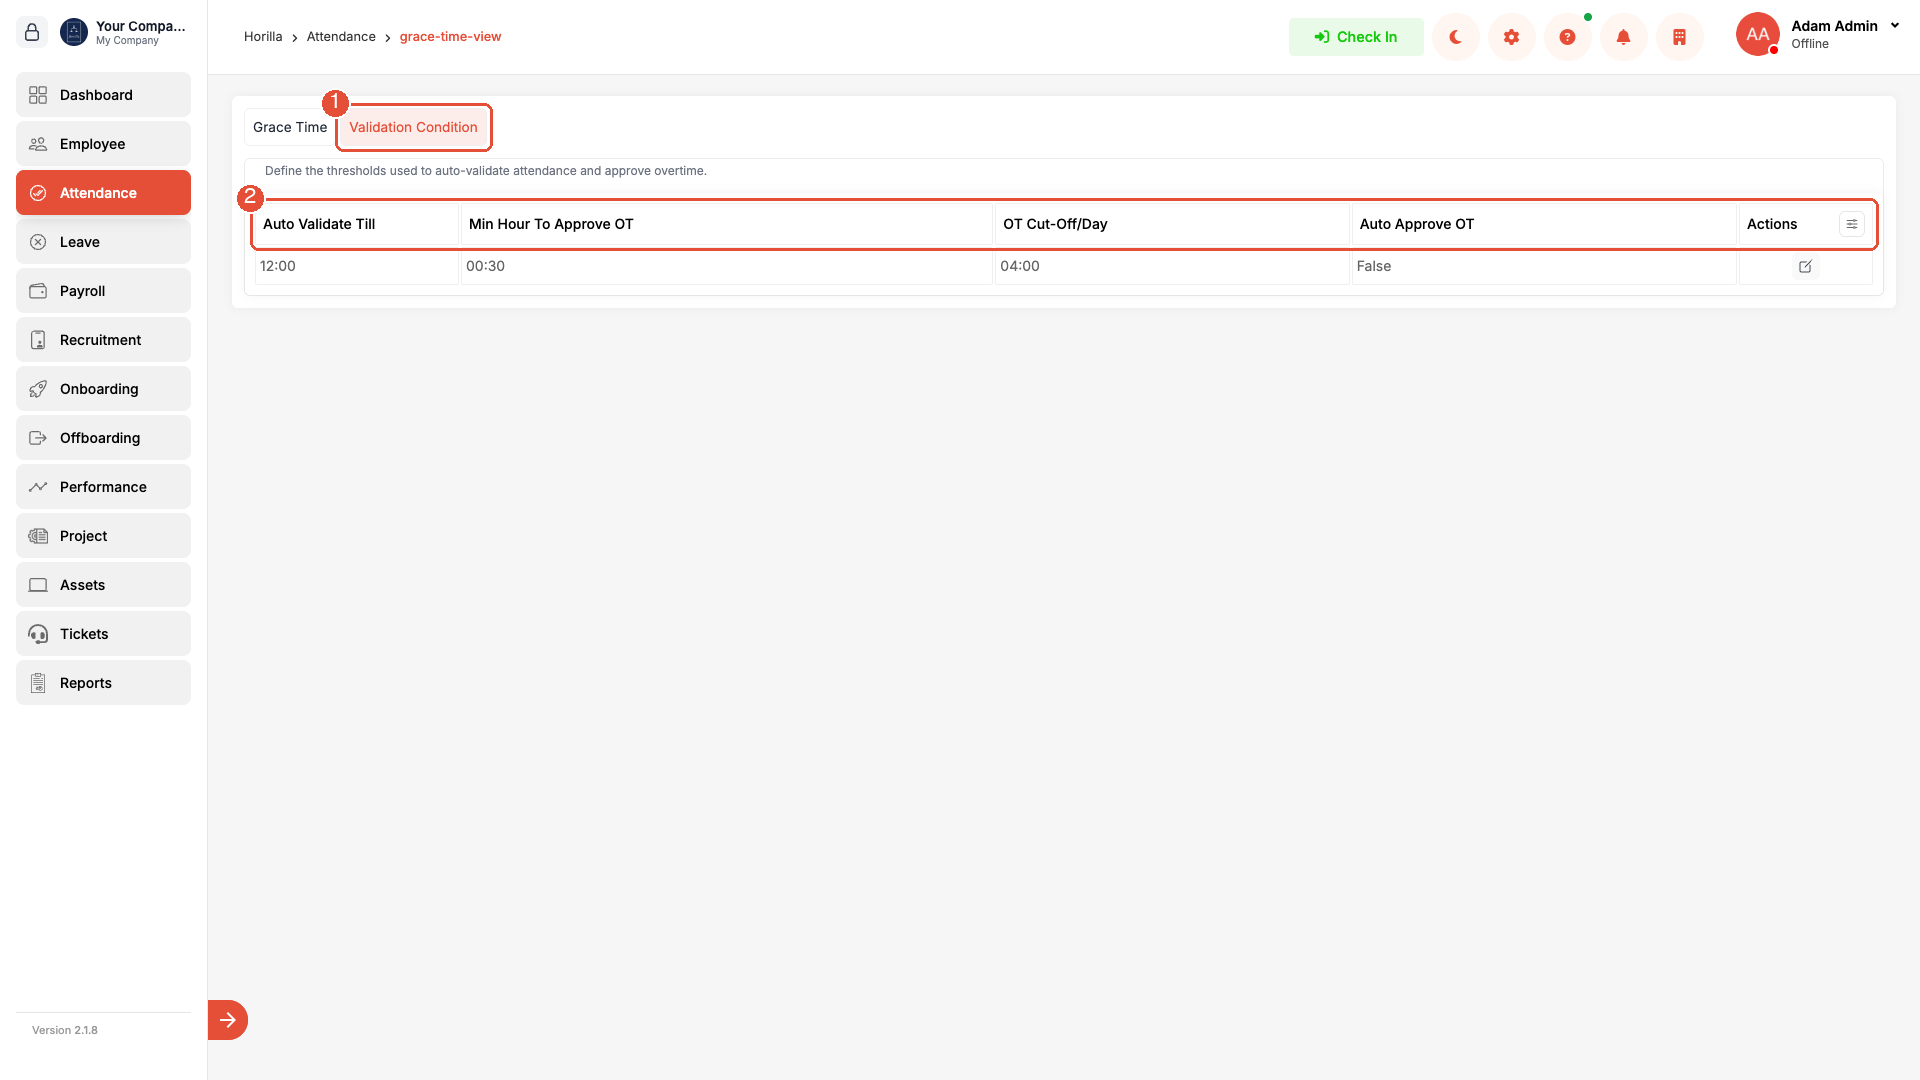 Your Compa...
My Company
Horilla > Attendance > grace-time-view
Check In
?
AA
Adam Admin
Offline
Dashboard
Employee
Attendance
Leave
Payroll
Recruitment
Onboarding
Offboarding
Performance
Project
Assets
Tickets
Reports
1
Grace Time
Validation Condition
Define the thresholds used to auto-validate attendance and approve overtime.
2
Auto Validate Till Min Hour To Approve OT OT Cut-Off/Day Auto Approve OT Actions
12:00 00:30 04:00 False
Version 2.1.8